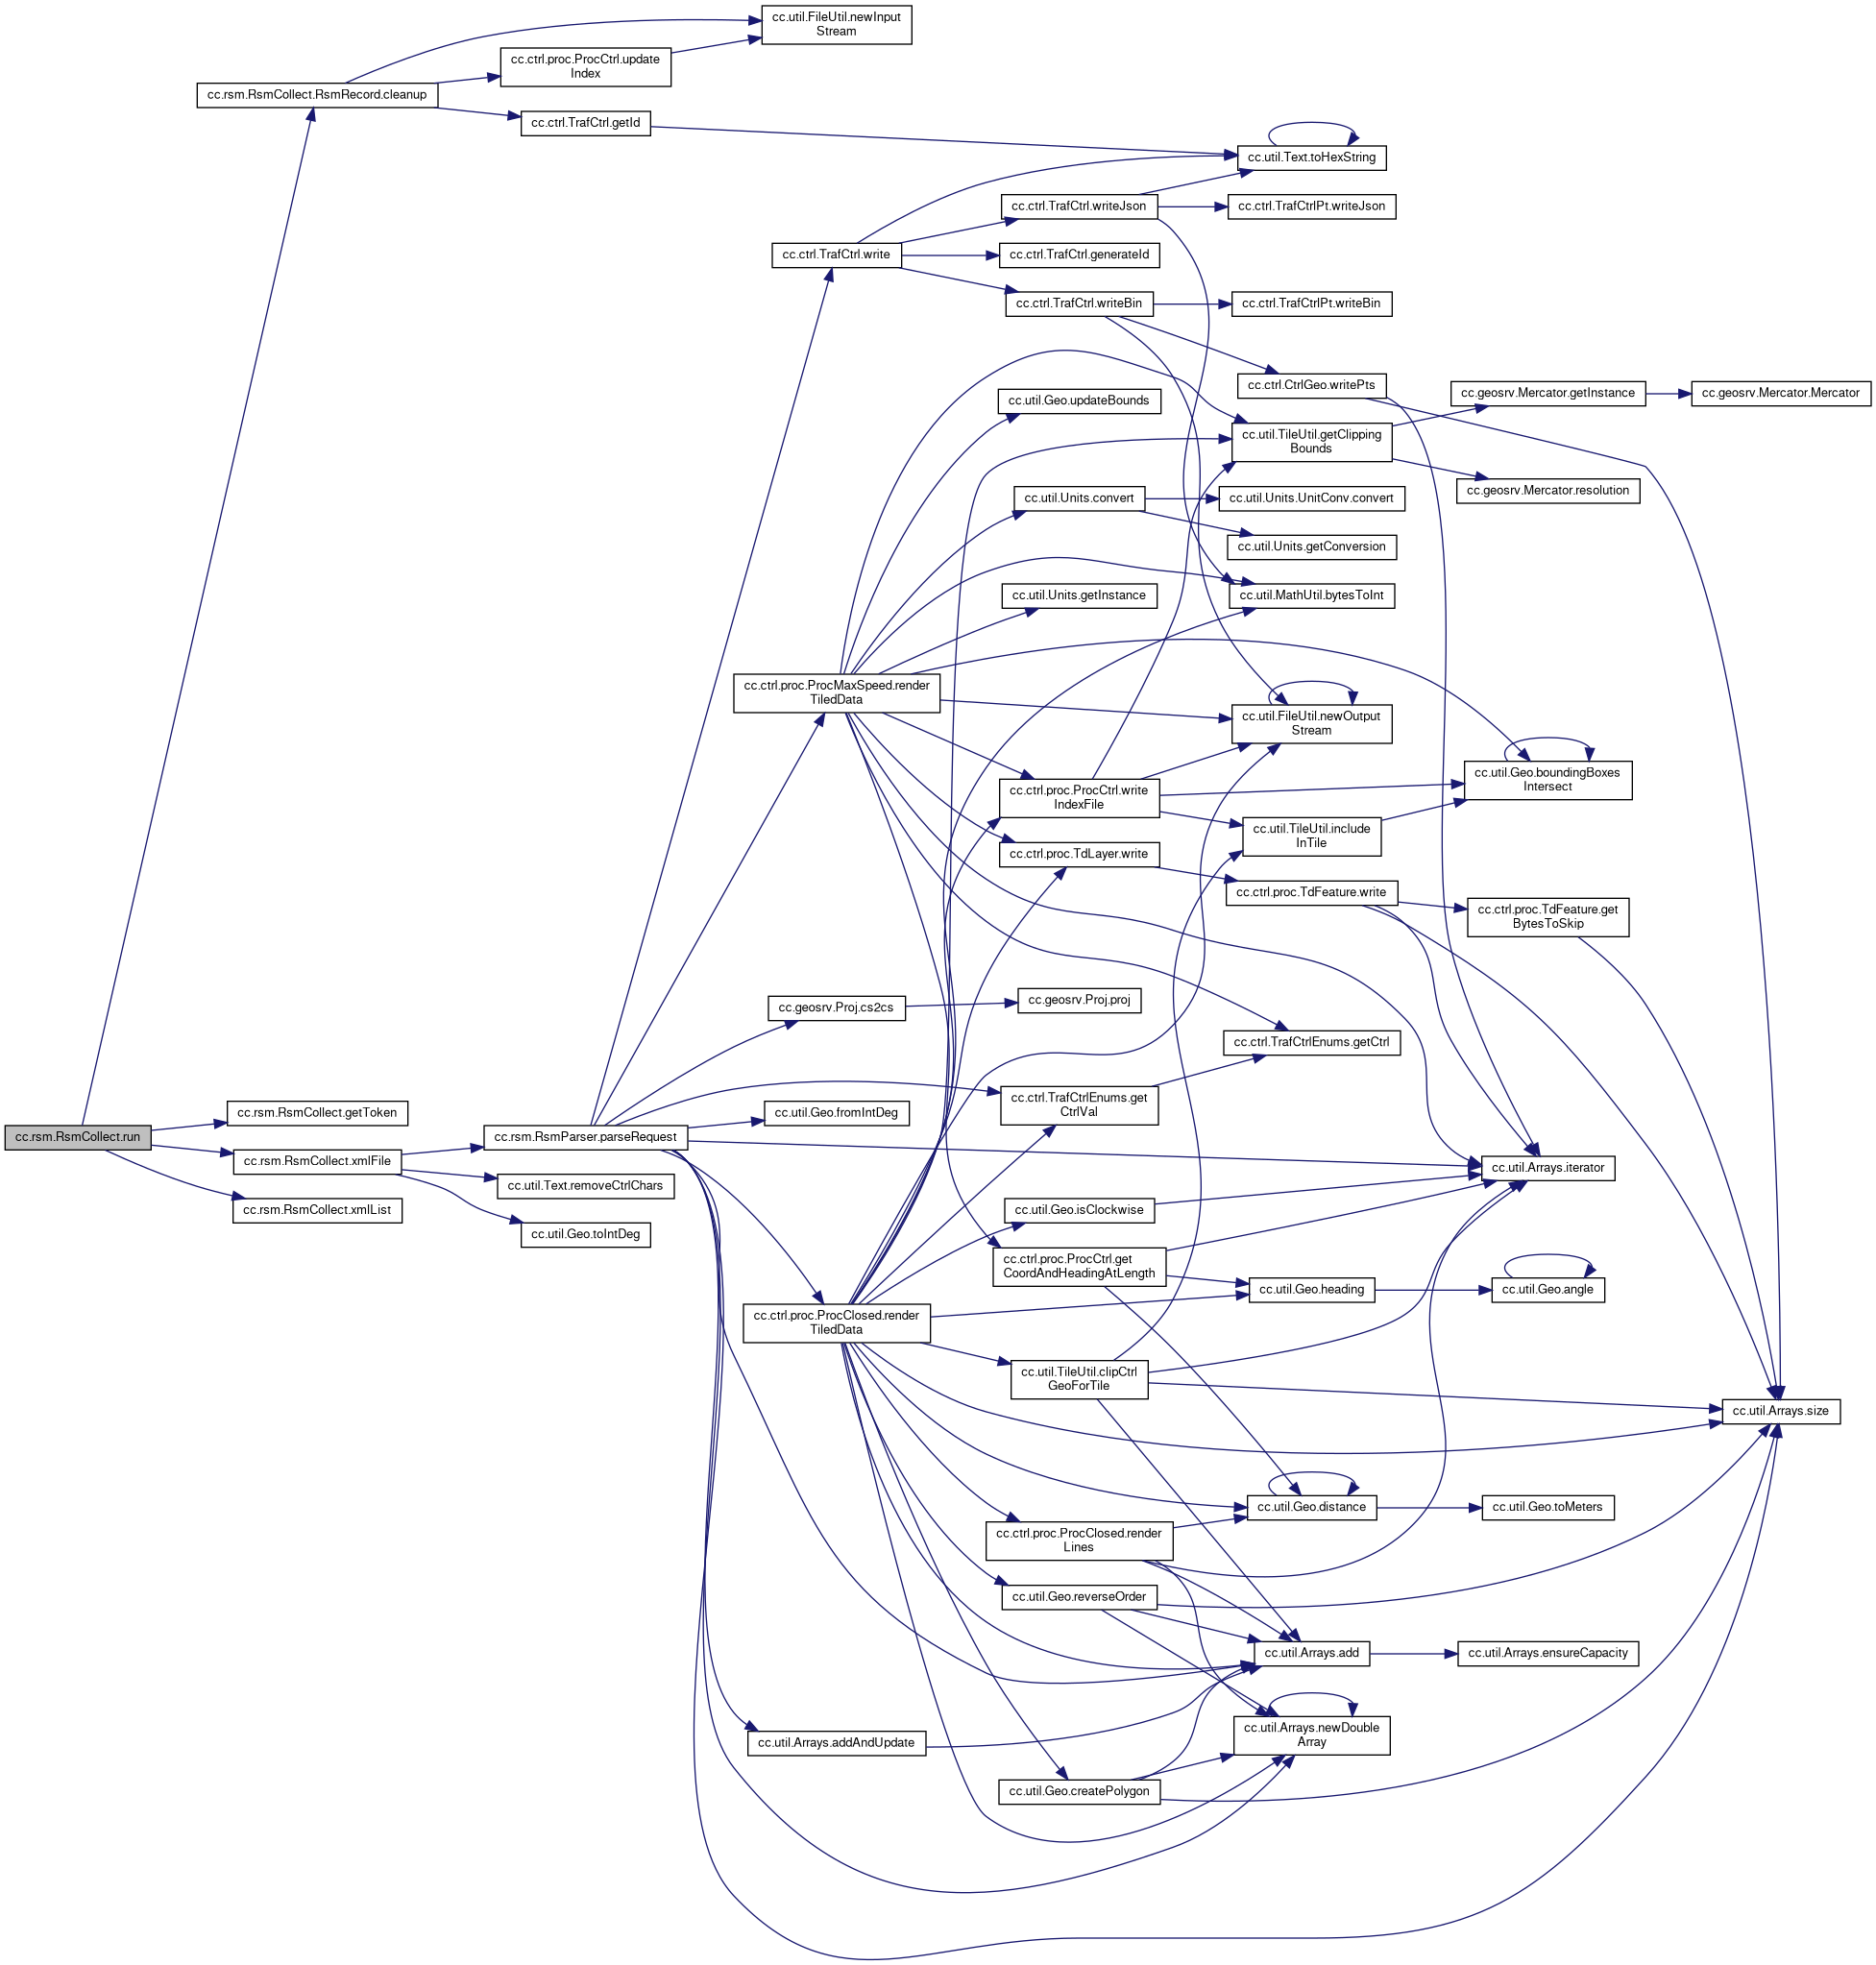 cc.util.FileUtil.newInput
Stream
cc.ctrl.proc.ProcCtrl.update
Index
cc.rsm.RsmCollect.RsmRecord.cleanup
cc.ctrl.TrafCtrl.getId
cc.util.Text.toHexString
cc.ctrl.TrafCtrl.writeJson
cc.ctrl.TrafCtrlPt.writeJson
cc.ctrl.TrafCtrl.write
cc.ctrl.TrafCtrl.generateId
cc.ctrl.TrafCtrl.writeBin
cc.ctrl.TrafCtrlPt.writeBin
cc.ctrl.CtrlGeo.writePts
cc.geosrv.Mercator.getInstance
cc.geosrv.Mercator.Mercator
cc.util.Geo.updateBounds
cc.util.TileUtil.getClipping
Bounds
cc.geosrv.Mercator.resolution
cc.util.Units.convert
cc.util.Units.UnitConv.convert
cc.util.Units.getConversion
cc.util.Units.getInstance
cc.util.MathUtil.bytesToInt
cc.ctrl.proc.ProcMaxSpeed.render
TiledData
cc.util.FileUtil.newOutput
Stream
cc.ctrl.proc.ProcCtrl.write
IndexFile
cc.util.Geo.boundingBoxes
Intersect
cc.util.TileUtil.include
InTile
cc.ctrl.proc.TdLayer.write
cc.ctrl.proc.TdFeature.write
cc.ctrl.proc.TdFeature.get
BytesToSkip
cc.geosrv.Proj.cs2cs
cc.geosrv.Proj.proj
cc.ctrl.TrafCtrlEnums.getCtrl
cc.ctrl.TrafCtrlEnums.get
CtrlVal
cc.rsm.RsmCollect.getToken
cc.util.Geo.fromIntDeg
cc.rsm.RsmCollect.run
cc.rsm.RsmParser.parseRequest
cc.rsm.RsmCollect.xmlFile
cc.util.Arrays.iterator
cc.util.Text.removeCtrlChars
cc.rsm.RsmCollect.xmlList
cc.util.Geo.isClockwise
cc.util.Geo.toIntDeg
cc.ctrl.proc.ProcCtrl.get
CoordAndHeadingAtLength
cc.util.Geo.heading
cc.util.Geo.angle
cc.ctrl.proc.ProcClosed.render
TiledData
cc.util.TileUtil.clipCtrl
GeoForTile
cc.util.Arrays.size
cc.util.Geo.distance
cc.util.Geo.toMeters
cc.ctrl.proc.ProcClosed.render
Lines
cc.util.Geo.reverseOrder
cc.util.Arrays.add
cc.util.Arrays.ensureCapacity
cc.util.Arrays.newDouble
Array
cc.util.Arrays.addAndUpdate
cc.util.Geo.createPolygon